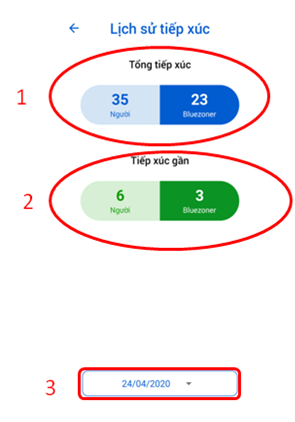 ← Lịch sử tiếp xúc
Tổng tiếp xúc
1
35 23
Người Bluezoner
Tiếp xúc gần
2
6 3
Người Bluezoner
3
24/04/2020